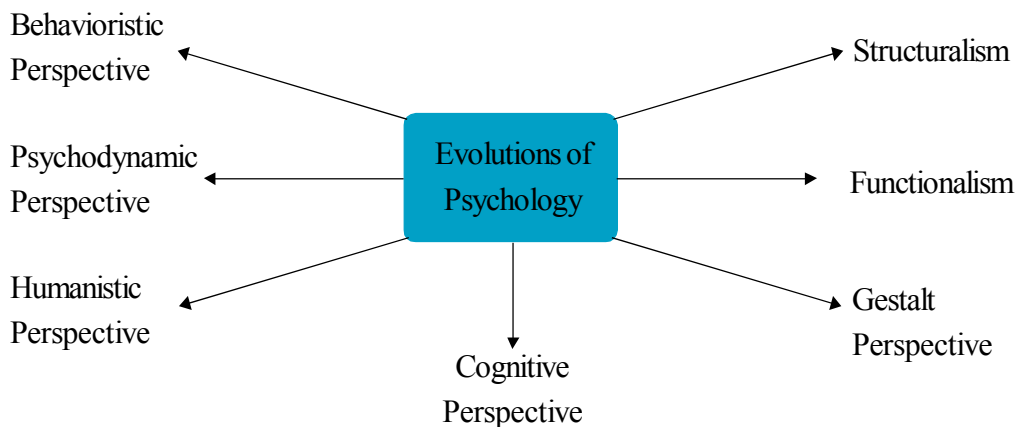 Behavioristic
Perspective
Structuralism
Evolutions of
Psychology
Psychodynamic
Perspective
Functionalism
Humanistic
Perspective
Gestalt
Perspective
Cognitive
Perspective